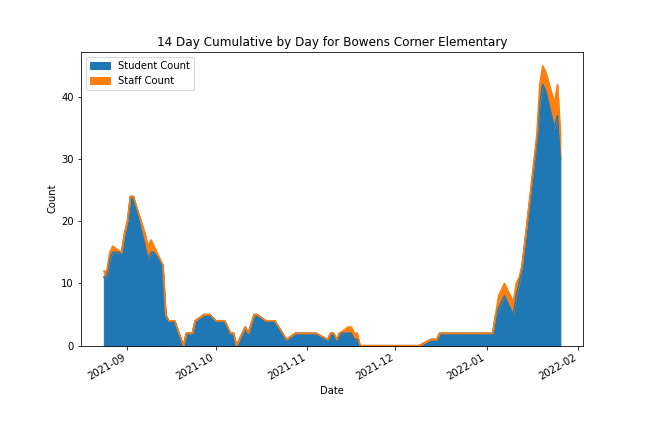 14 Day Cumulative by Day for Bowens Corner Elementary
Student Count
Staff Count
Count
40
30
20
10
0
2021-09
2021-10
2021-11
2021-12
2022-01
2022-02
Date